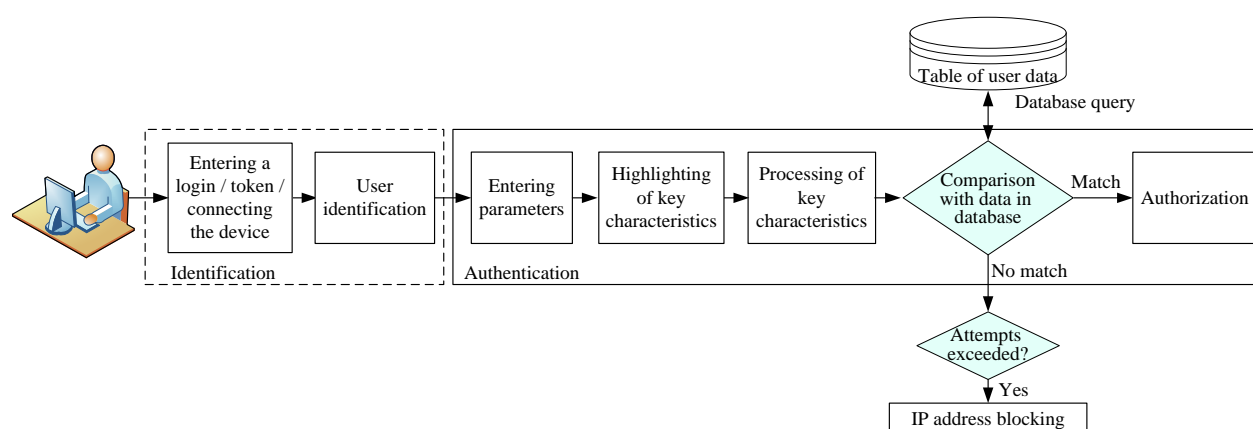 Table of user data
Database query
Entering a
login / token /
connecting
the device
User
identification
Identification
Entering
parameters
Highlighting
of key
characteristics
Processing of
key
characteristics
Comparison
with data in
database
Match
Authorization
Authentication
No match
Attempts
exceeded?
Yes
IP address blocking